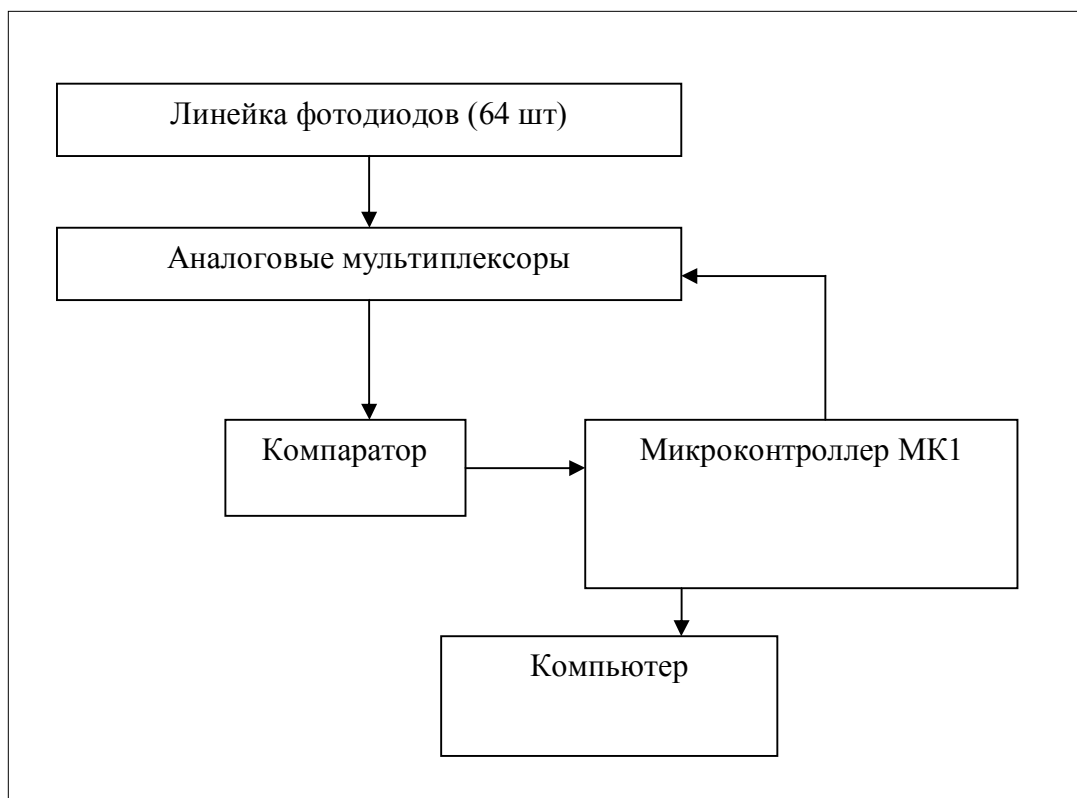 Линейка фотодиодов (64 шт)
Аналоговые мультиплексоры
Компаратор
Микроконтроллер МК1
Компьютер